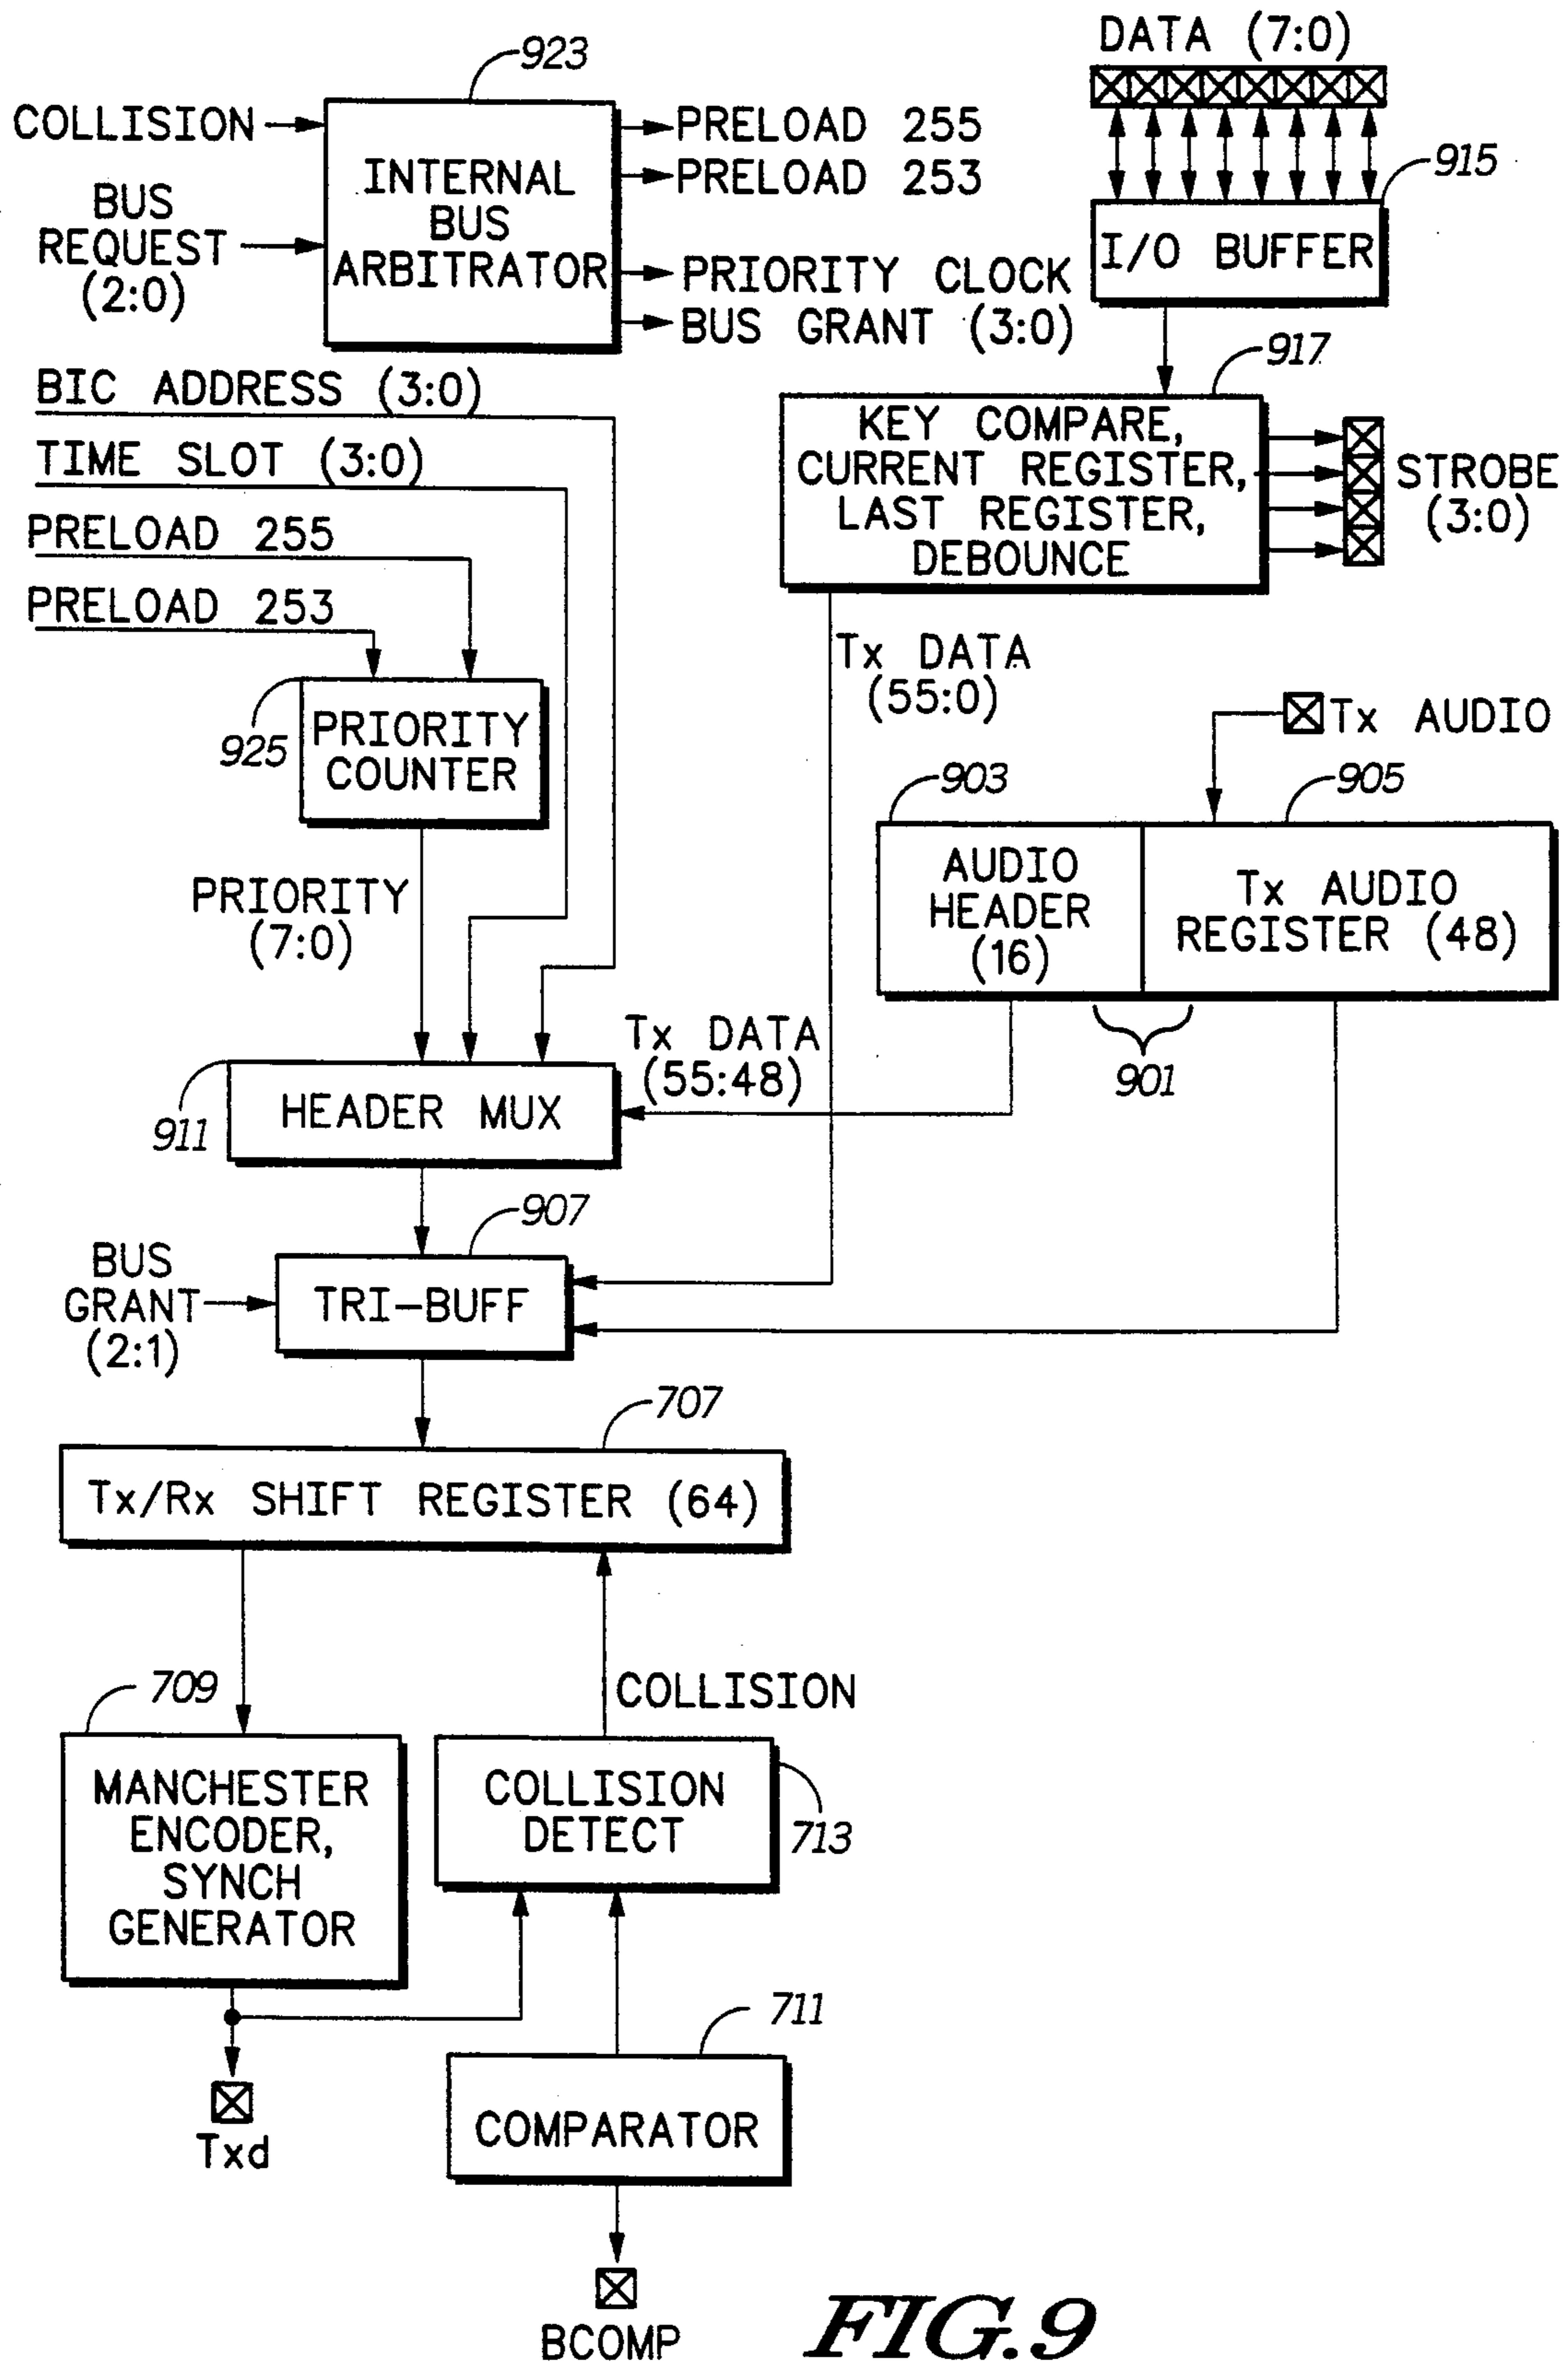 923
COLLISION
BUS
REQUEST
(2:0)
INTERNAL
BUS
ARBITRATOR
PRELOAD 255
PRELOAD 253
PRIORITY CLOCK
BUS GRANT (3:0)
DATA (7:0)
915
I/O BUFFER
917
KEY COMPARE,
CURRENT REGISTER,
LAST REGISTER,
DEBOUNCE
STROBE
(3:0)
BIC ADDRESS (3:0)
TIME SLOT (3:0)
PRELOAD 255
PRELOAD 253
925
PRIORITY
COUNTER
PRIORITY
(7:0)
Tx DATA
(55:0)
Tx AUDIO
903
905
AUDIO
HEADER
(16)
Tx AUDIO
REGISTER (48)
901
Tx DATA
(55:48)
911
HEADER MUX
907
BUS
GRANT
(2:1)
TRI-BUFF
707
Tx/Rx SHIFT REGISTER (64)
709
MANCHESTER
ENCODER,
SYNCH
GENERATOR
COLLISION
COLLISION
DETECT
713
711
COMPARATOR
Txd
BCOMP
FIG.9